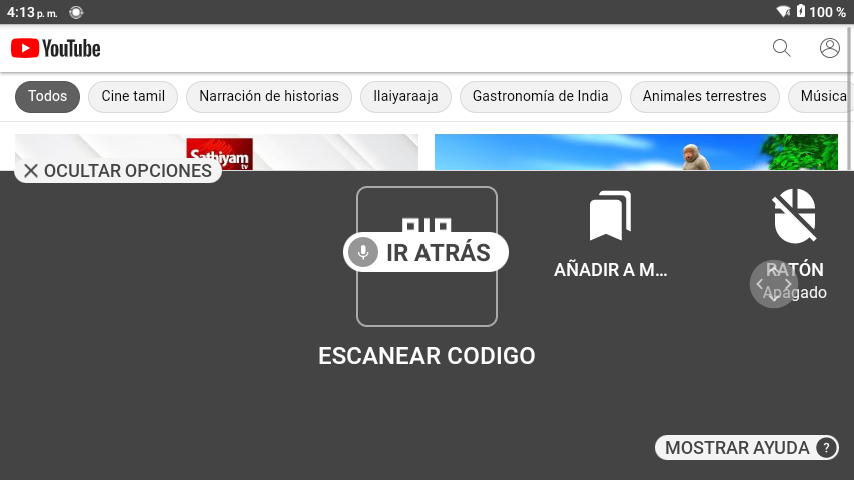 4:13 p. m.
100 %
YouTube
Todos
Cine tamil
Narración de historias
Ilaiyaraaja
Gastronomía de India
Animales terrestres
Música
Sathiyam
tv
OCULTAR OPCIONES
IR ATRÁS
AÑADIR A M...
RATÓN
Apagado
ESCANEAR CODIGO
MOSTRAR AYUDA ?